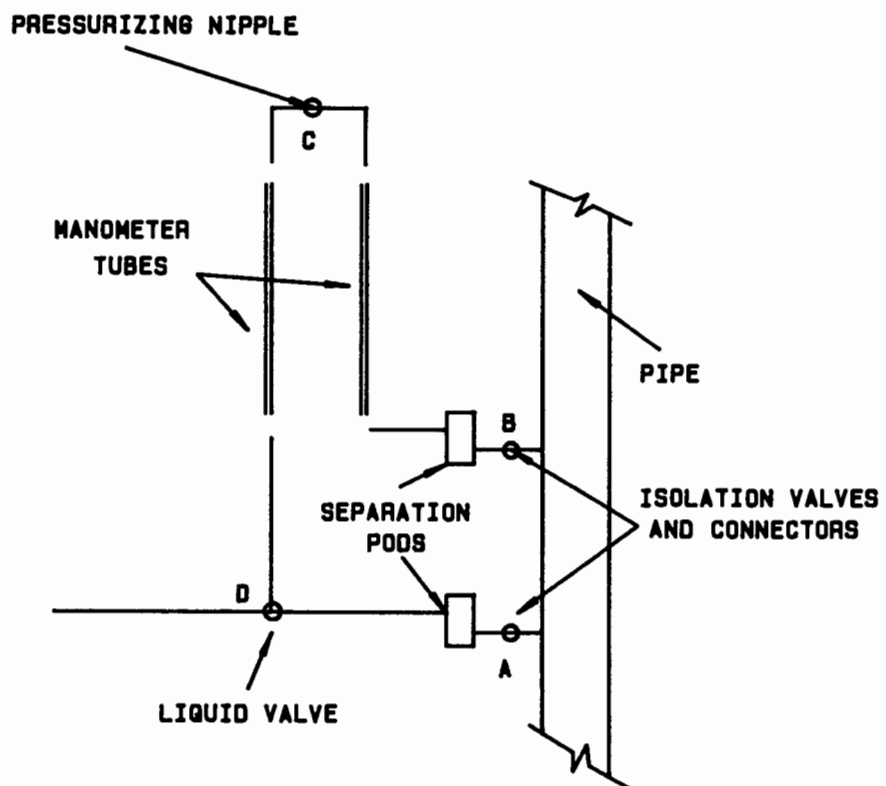 PRESSURIZING NIPPLE
C
MANOMETER
TUBES
PIPE
B
SEPARATION
PODS
ISOLATION VALVES
AND CONNECTORS
D
A
LIQUID VALVE